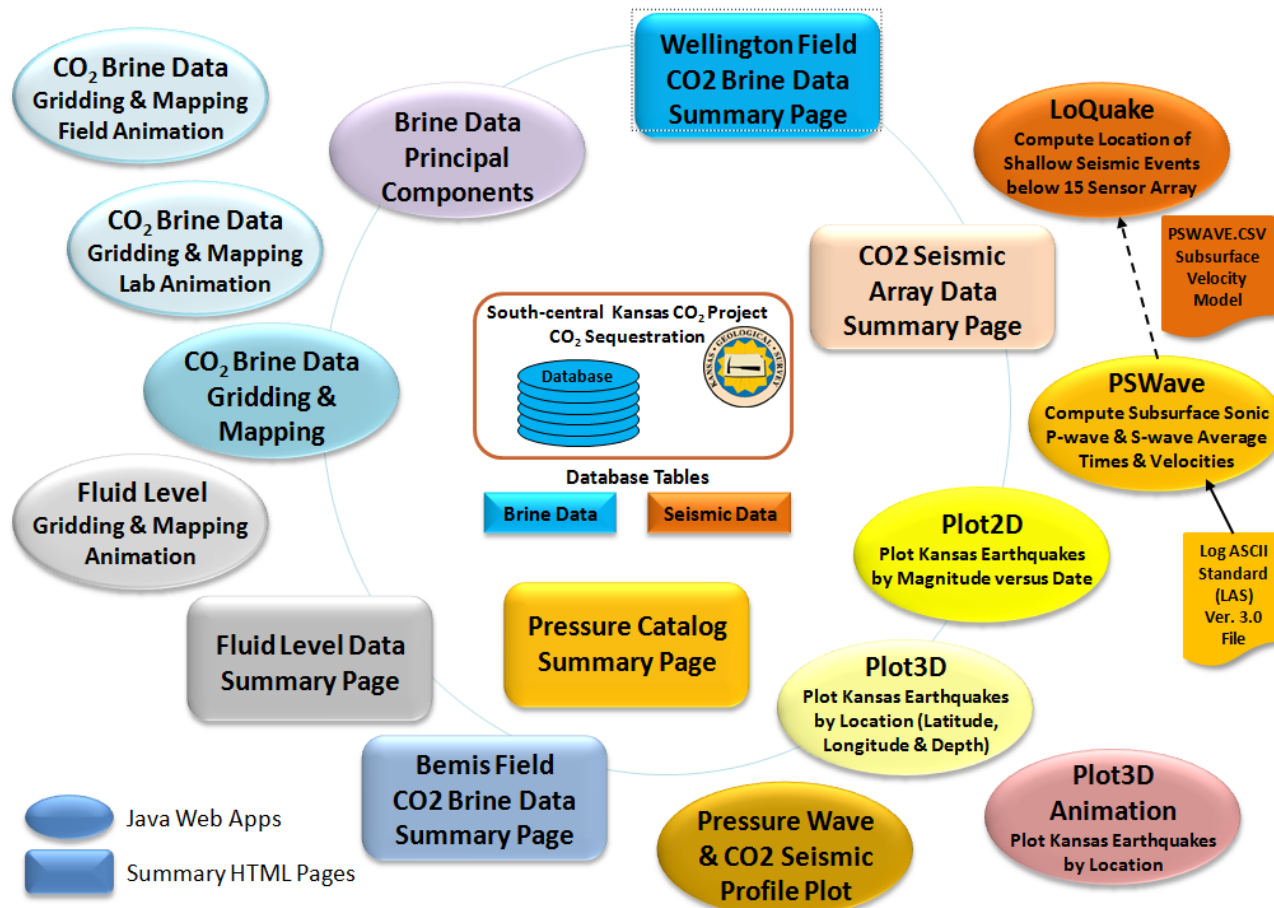 CO₂ Brine Data
Gridding & Mapping
Field Animation
Brine Data
Principal
Components
Wellington Field
CO2 Brine Data
Summary Page
LoQuake
Compute Location of
Shallow Seismic Events
below 15 Sensor Array
CO₂ Brine Data
Gridding & Mapping
Lab Animation
CO2 Seismic
Array Data
Summary Page
PSWAVE.CSV
Subsurface
Velocity
Model
South-central Kansas CO₂ Project
CO₂ Sequestration
Database
KANSAS GEOLOGICAL SURVEY
CO₂ Brine Data
Gridding &
Mapping
PSWave
Compute Subsurface Sonic
P-wave & S-wave Average
Times & Velocities
Database Tables
Brine Data
Seismic Data
Fluid Level
Gridding & Mapping
Animation
Plot2D
Plot Kansas Earthquakes
by Magnitude versus Date
Log ASCII
Standard
(LAS)
Ver. 3.0
File
Fluid Level Data
Summary Page
Pressure Catalog
Summary Page
Plot3D
Plot Kansas Earthquakes
by Location (Latitude,
Longitude & Depth)
Bemis Field
CO2 Brine Data
Summary Page
Pressure Wave
& CO2 Seismic
Profile Plot
Plot3D
Animation
Plot Kansas Earthquakes
by Location
Java Web Apps
Summary HTML Pages